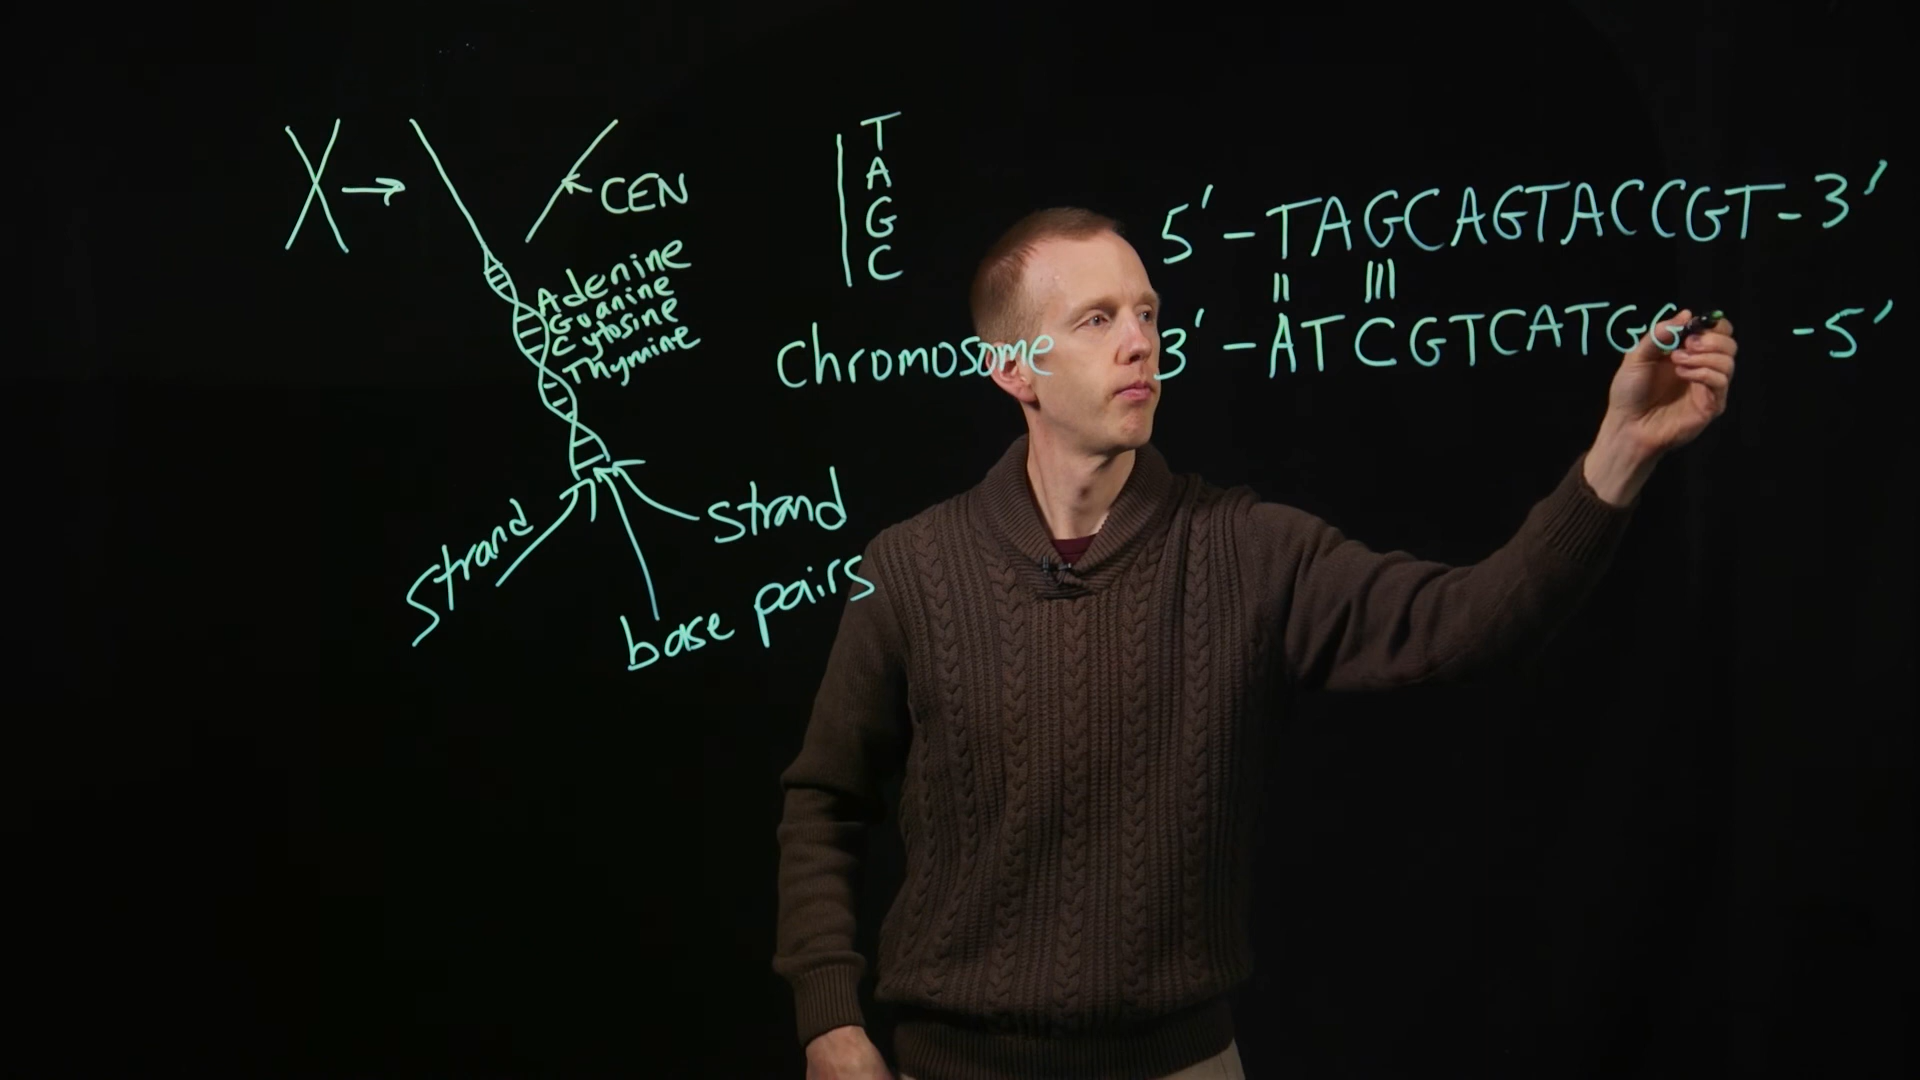 X
CEN
Adenine
Guanine
Cytosine
Thymine
strand
strand
base pairs
T
A
G
C
Chromosome
5' - TAGCAGTACCGT - 3'
3' - ATCGTCATGG - 5'